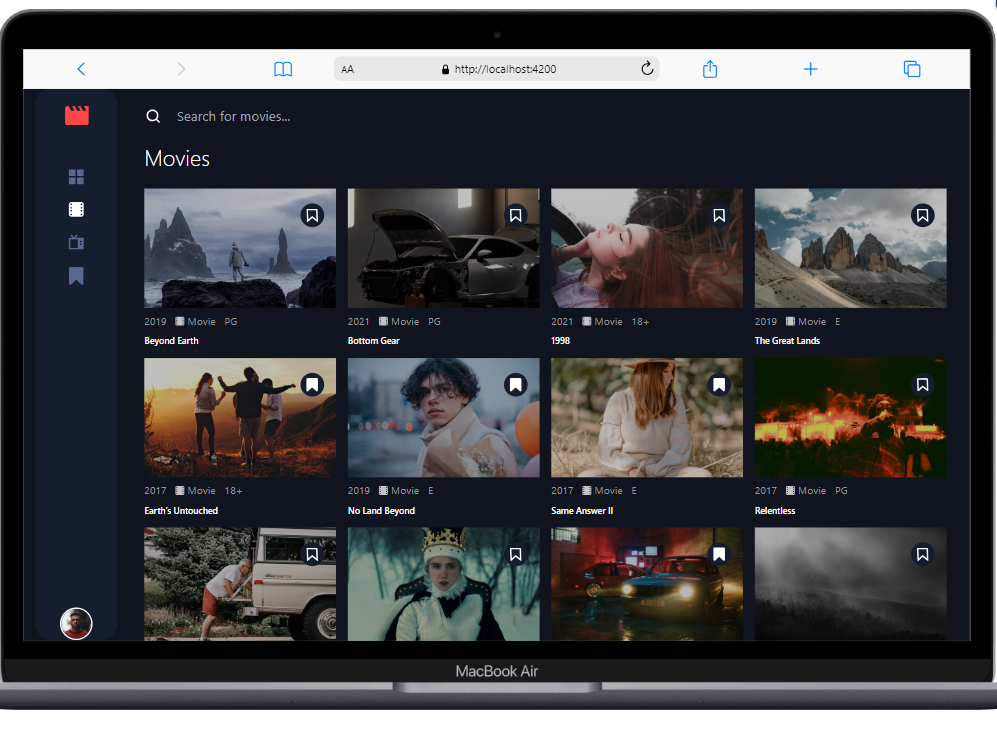 AA http://localhost:4200
Search for movies...
Movies
2019 Movie PG
Beyond Earth
2021 Movie PG
Bottom Gear
2021 Movie 18+
1998
2019 Movie E
The Great Lands
2017 Movie 18+
Earth's Untouched
2019 Movie E
No Land Beyond
2017 Movie E
Same Answer II
2017 Movie PG
Relentless
MacBook Air